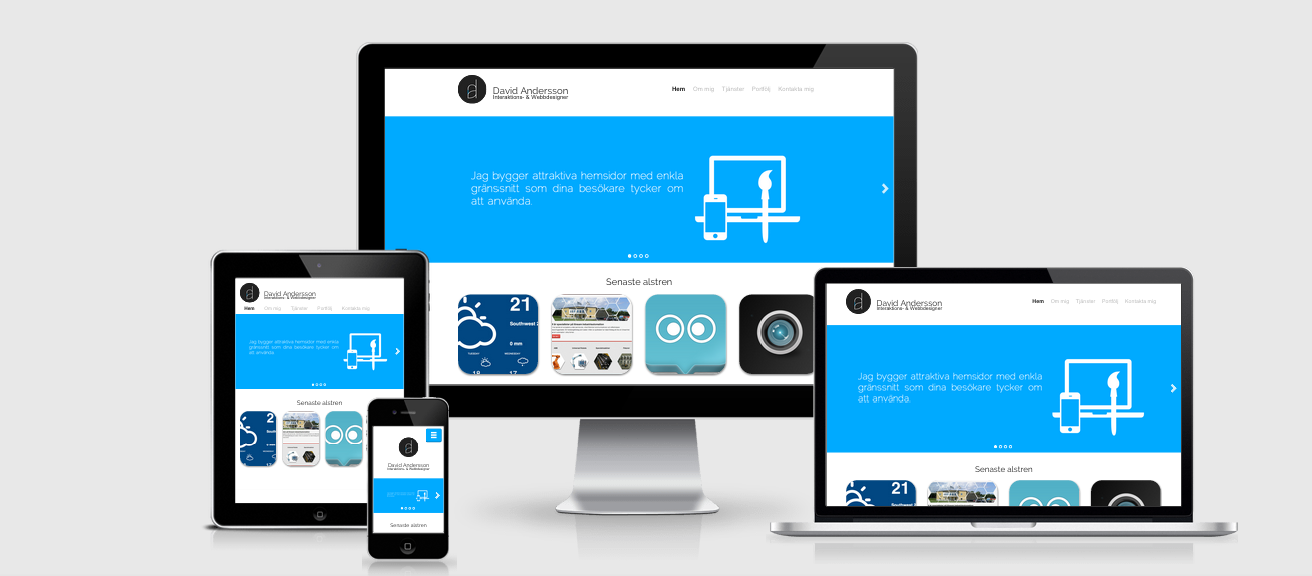 David Andersson
Interaktions- & Webbdesigner
Hem Om mig Tjänster Portfölj Kontakta mig
Jag bygger attraktiva hemsidor med enkla
gränssnitt som dina besökare tycker om
att använda.
Senaste alstren
21
Southwest
0 mm
TUESDAY WEDNESDAY
19 17
David Andersson
Interaktions- & Webbdesigner
Hem Om mig Tjänster Portfölj Kontakta mig
Jag bygger attraktiva hemsidor med enkla
gränssnitt som dina besökare tycker om
att använda.
Senaste alstren
David Andersson
Interaktions- & Webbdesigner
Senaste alstren
David Andersson
Interaktions- & Webbdesigner
Hem Om mig Tjänster Portfölj Kontakta mig
Jag bygger attraktiva hemsidor med enkla
gränssnitt som dina besökare tycker om
att använda.
Senaste alstren
21
Southwest